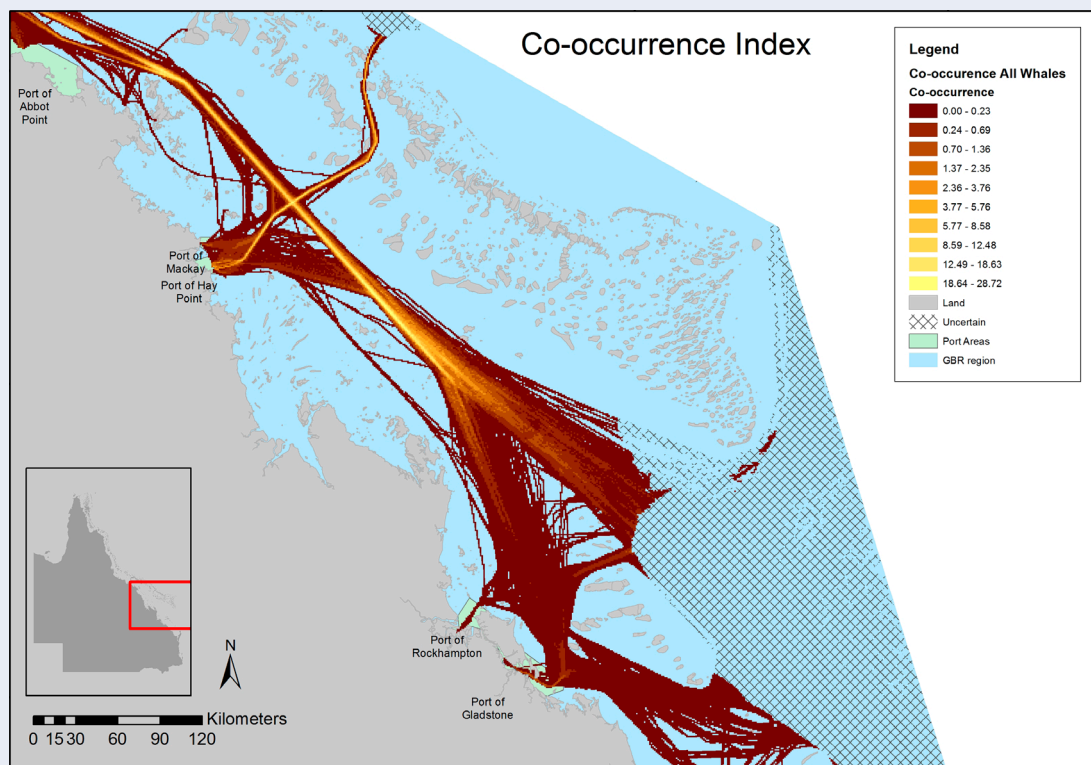 Co-occurrence Index
Port of
Abbot
Point
Port of
Mackay
Port of Hay
Point
Port of
Rockhampton
Port of
Gladstone
N
Kilometers
0 15 30 60 90 120
Legend
Co-occurence All Whales
Co-occurrence
0.00 - 0.23
0.24 - 0.69
0.70 - 1.36
1.37 - 2.35
2.36 - 3.76
3.77 - 5.76
5.77 - 8.58
8.59 - 12.48
12.49 - 18.63
18.64 - 28.72
Land
Uncertain
Port Areas
GBR region